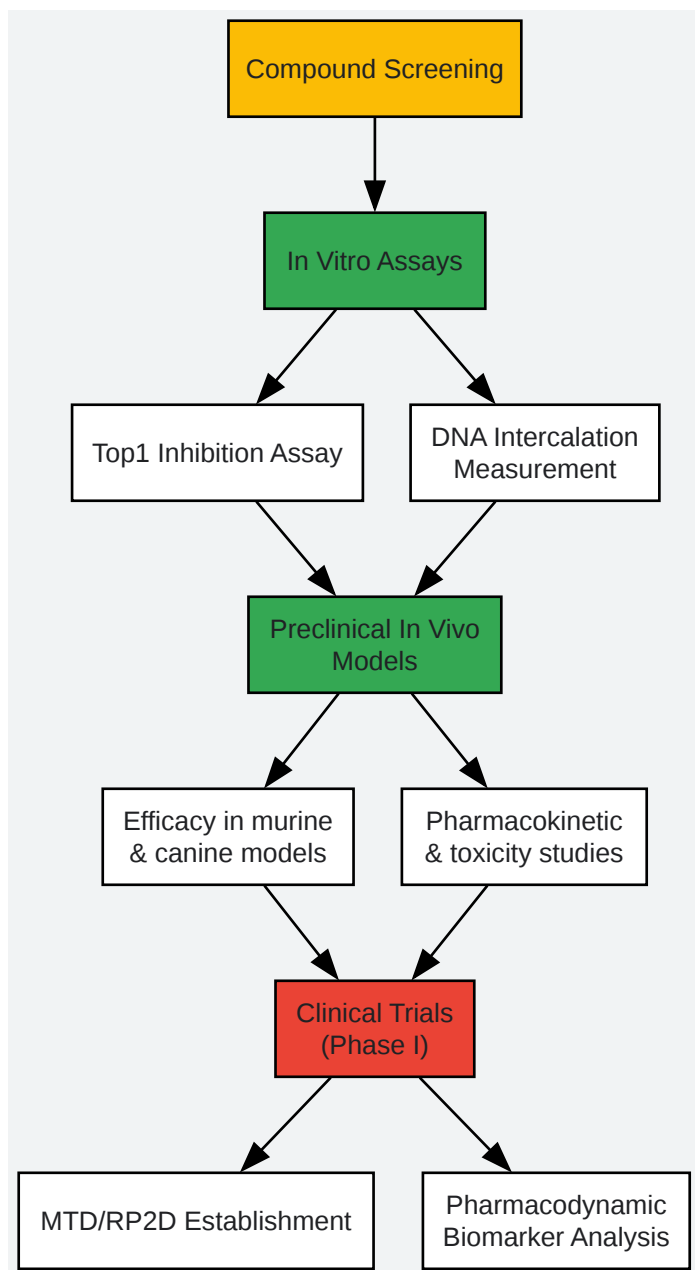 Compound Screening
In Vitro Assays
Top1 Inhibition Assay
DNA Intercalation
Measurement
Preclinical In Vivo
Models
Efficacy in murine
& canine models
Pharmacokinetic
& toxicity studies
Clinical Trials
(Phase I)
MTD/RP2D Establishment
Pharmacodynamic
Biomarker Analysis